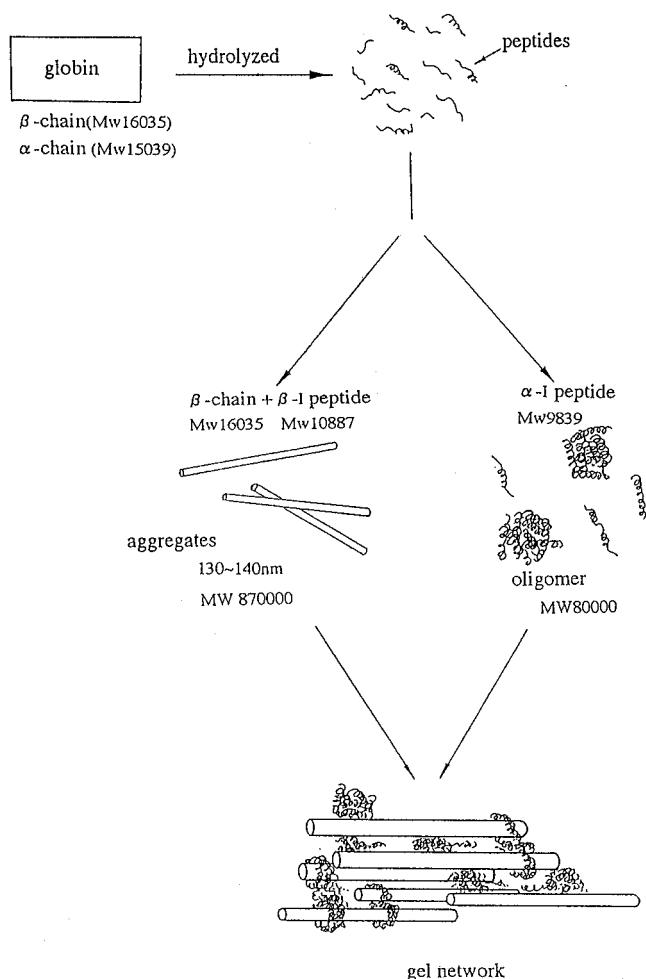 globin
hydrolyzed
peptides
β-chain(Mw16035)
α-chain (Mw15039)
β-chain + β-I peptide
Mw16035 Mw10887
α-I peptide
Mw9839
aggregates
130~140nm
MW 870000
oligomer
MW80000
gel network